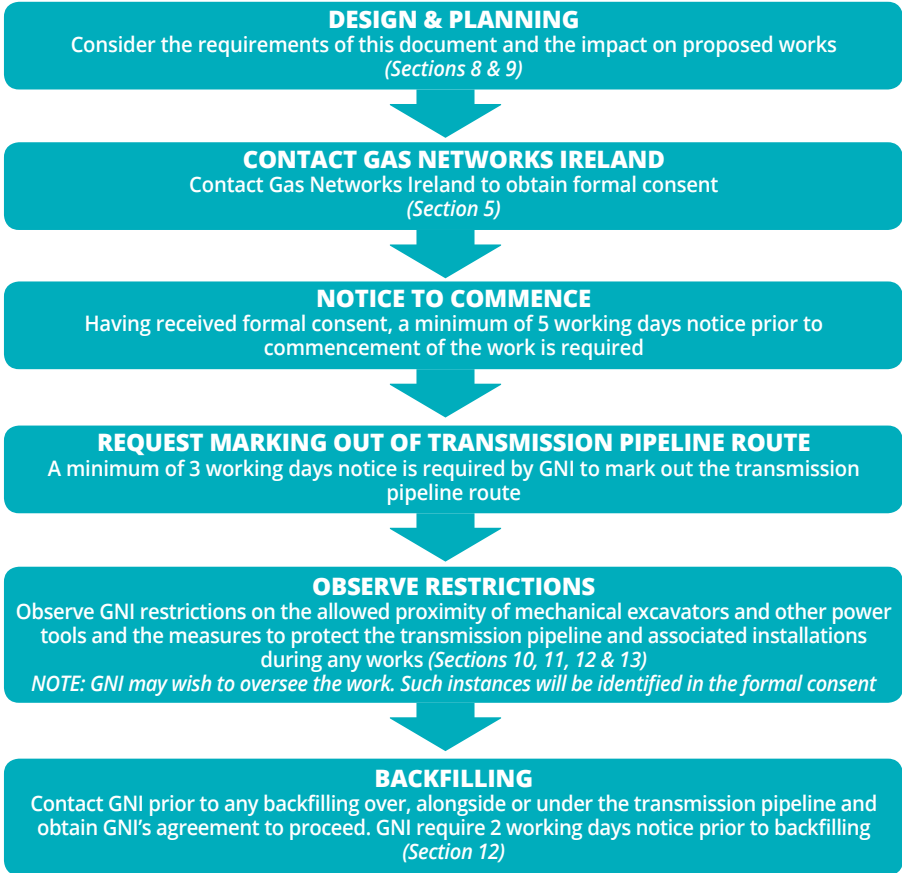 DESIGN & PLANNING
Consider the requirements of this document and the impact on proposed works
(Sections 8 & 9)
CONTACT GAS NETWORKS IRELAND
Contact Gas Networks Ireland to obtain formal consent
(Section 5)
NOTICE TO COMMENCE
Having received formal consent, a minimum of 5 working days notice prior to
commencement of the work is required
REQUEST MARKING OUT OF TRANSMISSION PIPELINE ROUTE
A minimum of 3 working days notice is required by GNI to mark out the transmission
pipeline route
OBSERVE RESTRICTIONS
Observe GNI restrictions on the allowed proximity of mechanical excavators and other power
tools and the measures to protect the transmission pipeline and associated installations
during any works (Sections 10, 11, 12 & 13)
NOTE: GNI may wish to oversee the work. Such instances will be identified in the formal consent
BACKFILLING
Contact GNI prior to any backfilling over, alongside or under the transmission pipeline and
obtain GNI’s agreement to proceed. GNI require 2 working days notice prior to backfilling
(Section 12)